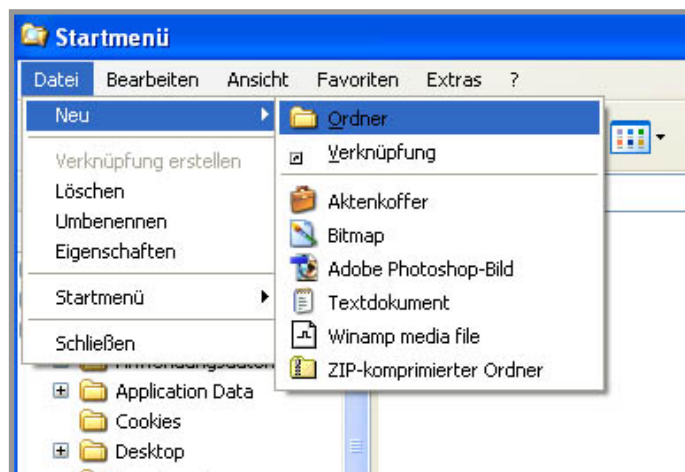 Startmenü
Datei Bearbeiten Ansicht Favoriten Extras ?
Neu
Verknüpfung erstellen
Löschen
Umbenennen
Eigenschaften
Startmenü
Schließen
Ordner
Verknüpfung
Aktenkoffer
Bitmap
Adobe Photoshop-Bild
Textdokument
Winamp media file
ZIP-komprimierter Ordner
Application Data
Cookies
Desktop